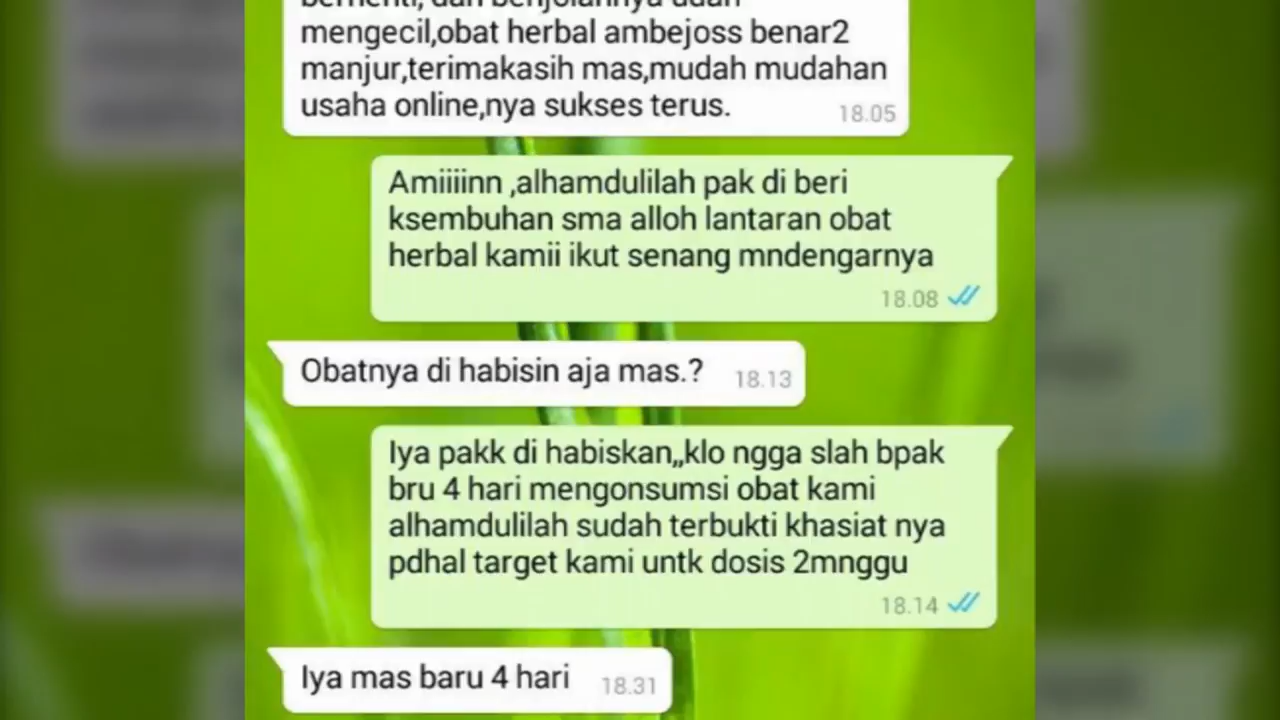 dan benjolannya udah
mengecil,obat herbal ambejoss benar2
manjur,terimakasih mas,mudah mudahan
usaha online,nya sukses terus.
18.05
Amiiiinn ,alhamdulilah pak di beri
ksembuhan sma alloh lantaran obat
herbal kamii ikut senang mndengarnya
18.08
Obatnya di habisin aja mas.?
18.13
Iya pakk di habiskan,,klo ngga slah bpak
bru 4 hari mengonsumsi obat kami
alhamdulilah sudah terbukti khasiat nya
pdhal target kami untk dosis 2mnggu
18.14
Iya mas baru 4 hari
18.31